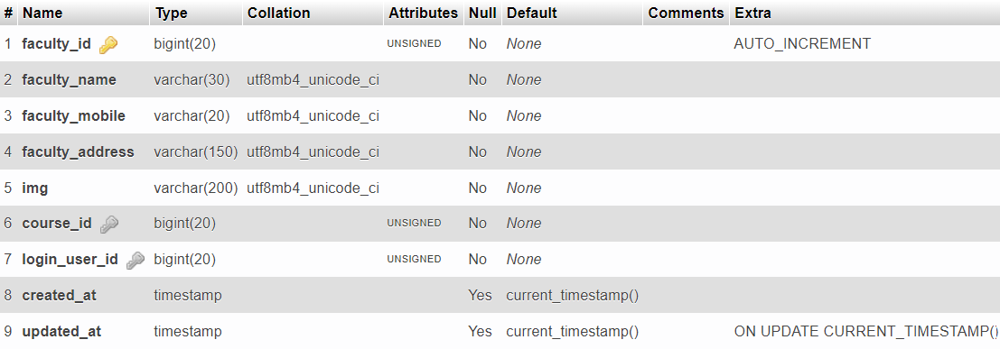 # Name Type Collation Attributes Null Default Comments Extra
1 faculty_id bigint(20) UNSIGNED No None AUTO_INCREMENT
2 faculty_name varchar(30) utf8mb4_unicode_ci No None
3 faculty_mobile varchar(20) utf8mb4_unicode_ci No None
4 faculty_address varchar(150) utf8mb4_unicode_ci No None
5 img varchar(200) utf8mb4_unicode_ci No None
6 course_id bigint(20) UNSIGNED No None
7 login_user_id bigint(20) UNSIGNED No None
8 created_at timestamp Yes current_timestamp()
9 updated_at timestamp Yes current_timestamp() ON UPDATE CURRENT_TIMESTAMP()